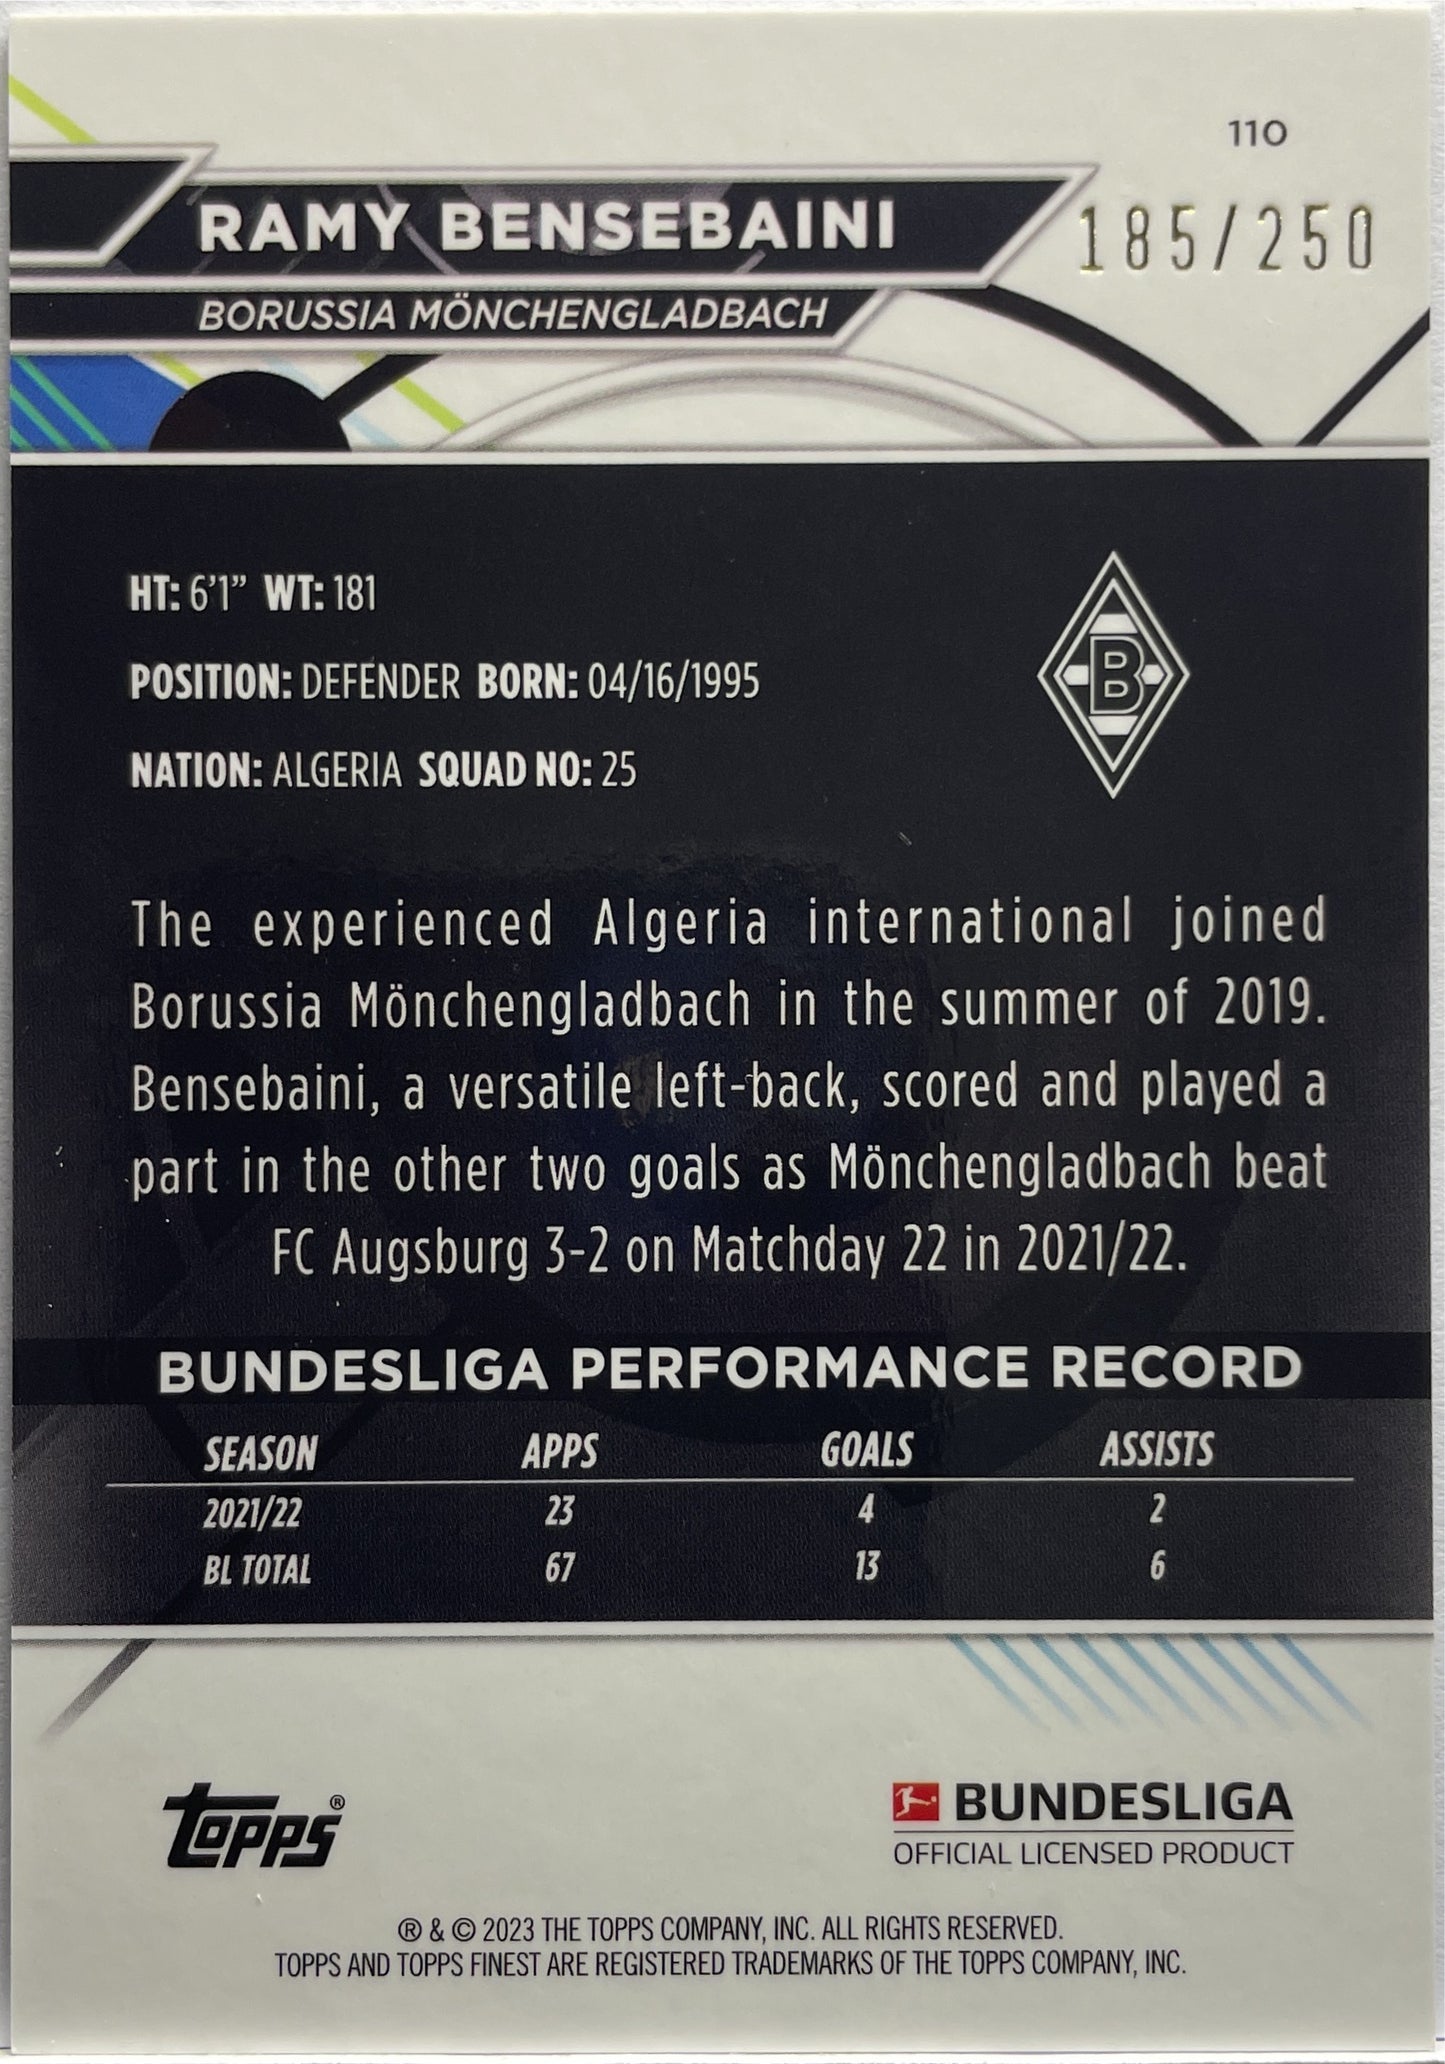 110
RAMY BENSEBAINI
185/250
BORUSSIA MÖNCHENGLADBACH
HT: 6'1" WT: 181
B
POSITION: DEFENDER BORN: 04/16/1995
NATION: ALGERIA SQUAD NO: 25
The experienced Algeria international joined
Borussia Mönchengladbach in the summer of 2019.
Bensebaini, a versatile left-back, scored and played a
part in the other two goals as Mönchengladbach beat
FC Augsburg 3-2 on Matchday 22 in 2021/22.
BUNDESLIGA PERFORMANCE RECORD
SEASON APPS GOALS ASSISTS
2021/22 23 4 2
BL TOTAL 67 13 6
topps®
BUNDESLIGA
OFFICIAL LICENSED PRODUCT
® & © 2023 THE TOPPS COMPANY, INC. ALL RIGHTS RESERVED.
TOPPS AND TOPPS FINEST ARE REGISTERED TRADEMARKS OF THE TOPPS COMPANY, INC.